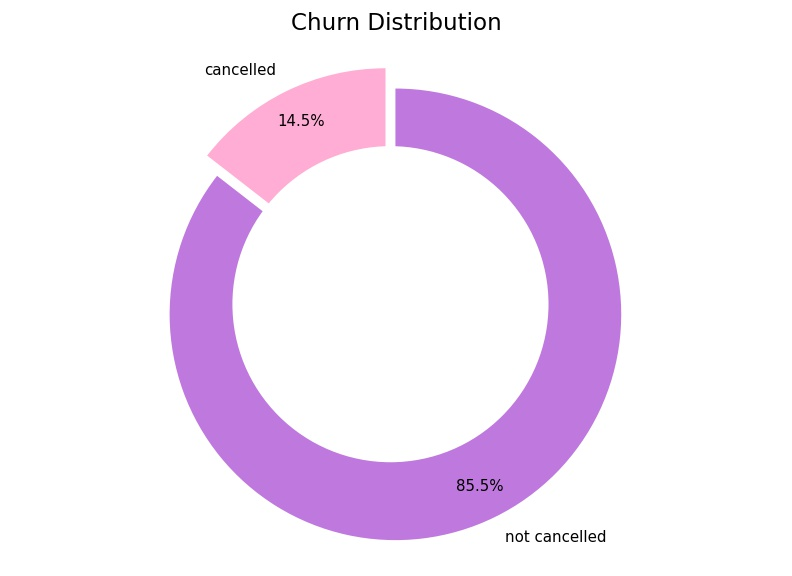 Churn Distribution
cancelled
14.5%
85.5%
not cancelled